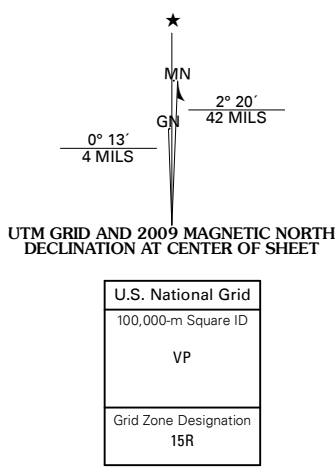 ★
MN
GN
2° 20´
42 MILS
0° 13´
4 MILS
UTM GRID AND 2009 MAGNETIC NORTH
DECLINATION AT CENTER OF SHEET
U.S. National Grid
100,000-m Square ID
VP
Grid Zone Designation
15R